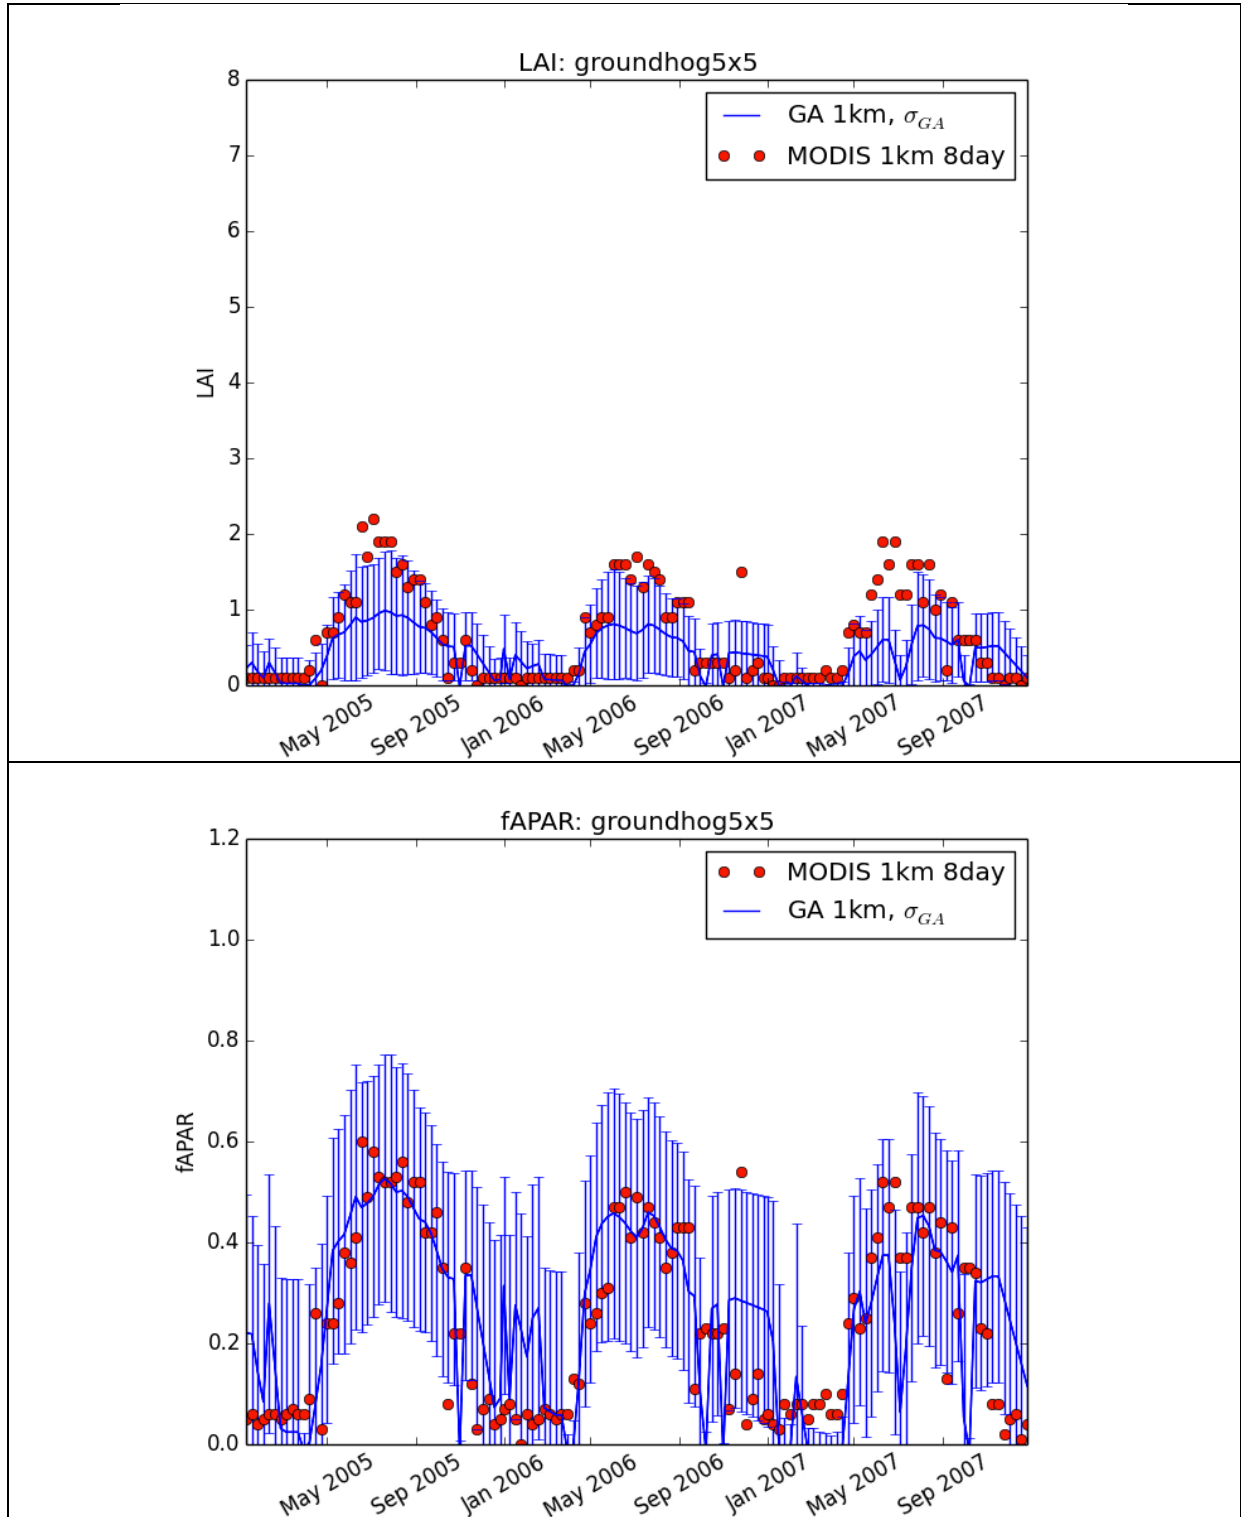 LAI: groundhog5x5
8
7
6
5
4
3
2
1
0
LAI
GA 1km, σGA
MODIS 1km 8day
May 2005
Sep 2005
Jan 2006
May 2006
Sep 2006
Jan 2007
May 2007
Sep 2007
fAPAR: groundhog5x5
1.2
1.0
0.8
0.6
0.4
0.2
0.0
fAPAR
MODIS 1km 8day
GA 1km, σGA
May 2005
Sep 2005
Jan 2006
May 2006
Sep 2006
Jan 2007
May 2007
Sep 2007